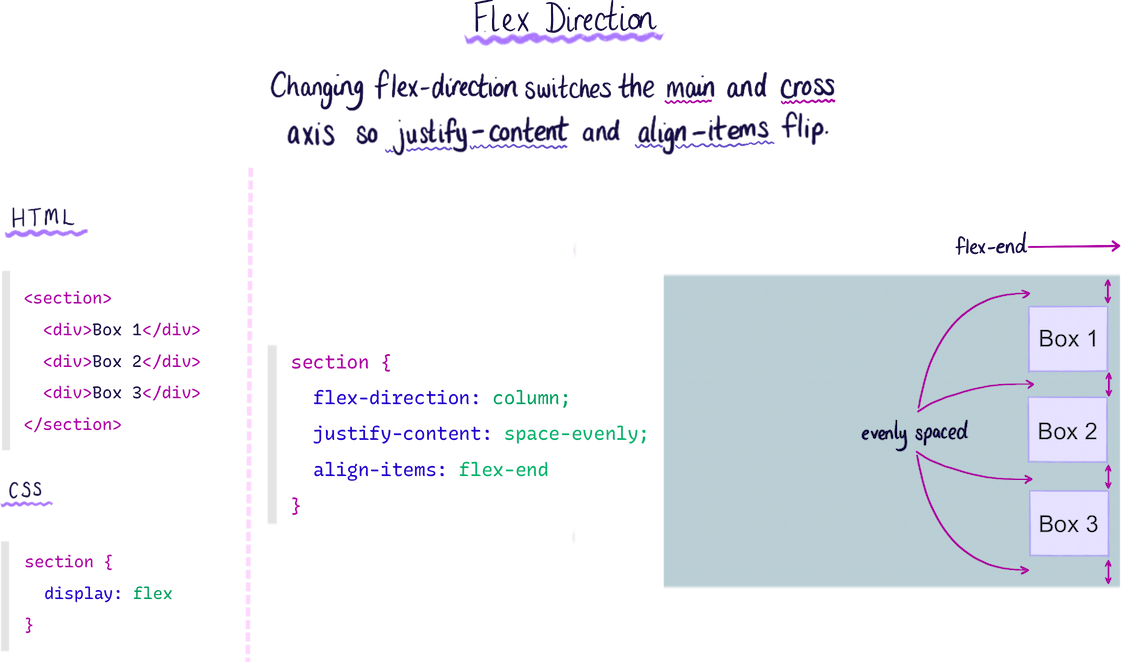 Flex Direction
Changing flex-direction switches the main and cross
axis so justify-content and align-items flip.
HTML
<section>
  <div>Box 1</div>
  <div>Box 2</div>
  <div>Box 3</div>
</section>
CSS
section {
  display: flex
}
section {
  flex-direction: column;
  justify-content: space-evenly;
  align-items: flex-end
}
flex-end
Box 1
Box 2
evenly spaced
Box 3